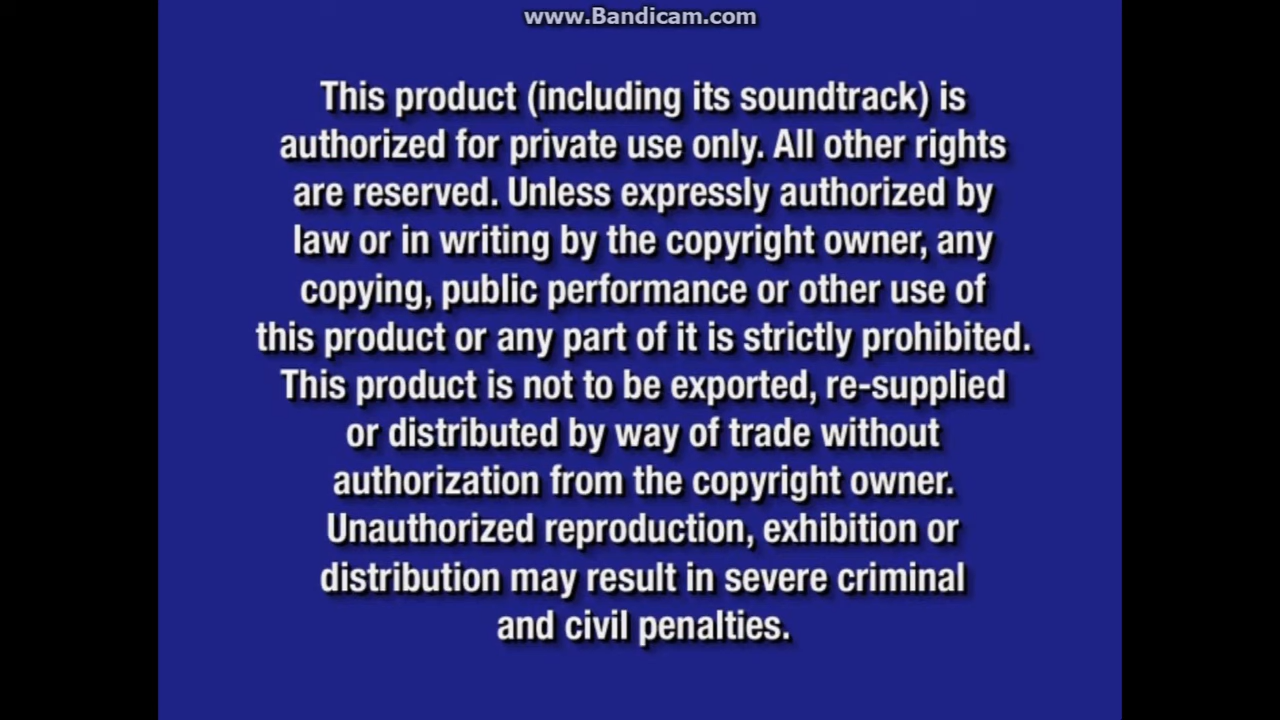 www.Bandicam.com
This product (including its soundtrack) is
authorized for private use only. All other rights
are reserved. Unless expressly authorized by
law or in writing by the copyright owner, any
copying, public performance or other use of
this product or any part of it is strictly prohibited.
This product is not to be exported, re-supplied
or distributed by way of trade without
authorization from the copyright owner.
Unauthorized reproduction, exhibition or
distribution may result in severe criminal
and civil penalties.